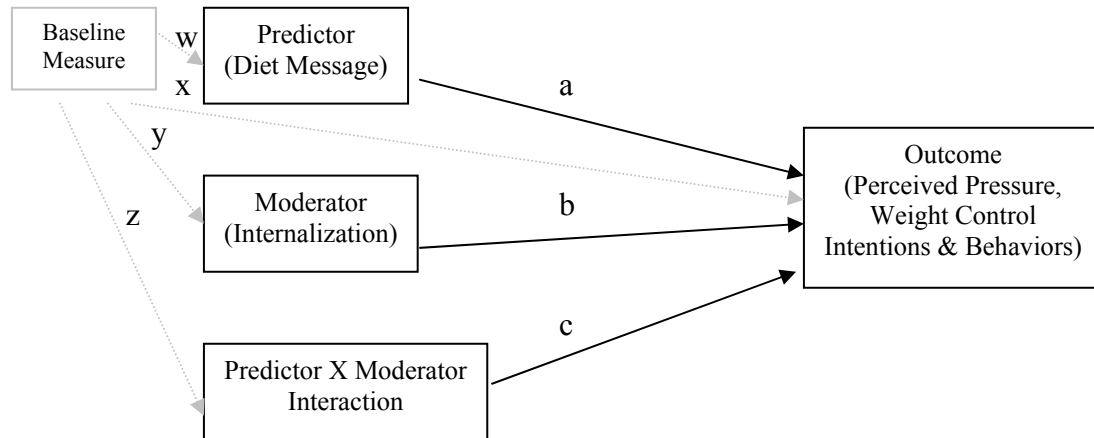 Baseline
Measure
w
Predictor
(Diet Message)
x
a
y
Moderator
(Internalization)
b
z
Outcome
(Perceived Pressure,
Weight Control
Intentions & Behaviors)
c
Predictor X Moderator
Interaction